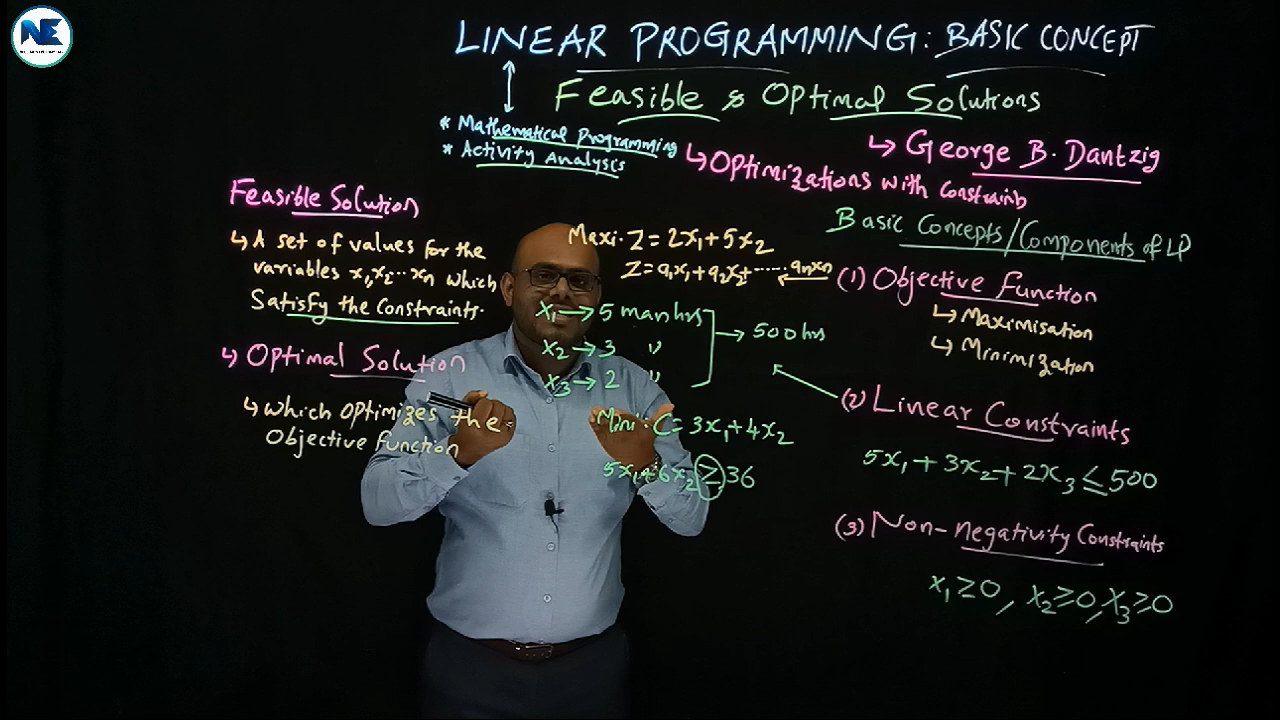 NE
LINEAR PROGRAMMING: BASIC CONCEPT
Feasible & Optimal Solutions
* Mathematical Programming
* Activity Analysis
↳ George B. Dantzig
↳ Optimizations with constraints
Basic Concepts/Components of LP
Feasible Solution
↳ A set of values for the
variables x₁,x₂...xₙ which
Satisfy the constraints.
↳ Optimal Solution
↳ which optimizes the
Objective function
Maxi. Z = 2x₁ + 5x₂
Z = a₁x₁ + a₂x₂ + ...... aₙxₙ
x₁ → 5 man hrs
x₂ → 3 "
x₃ → 2 "
→ 500 hrs
Mini: C = 3x₁ + 4x₂
5x₁ + 6x₂ ≥ 36
(1) Objective Function
↳ Maximisation
↳ Minimization
(2) Linear Constraints
5x₁ + 3x₂ + 2x₃ ≤ 500
(3) Non-negativity Constraints
x₁ ≥ 0, x₂ ≥ 0, x₃ ≥ 0